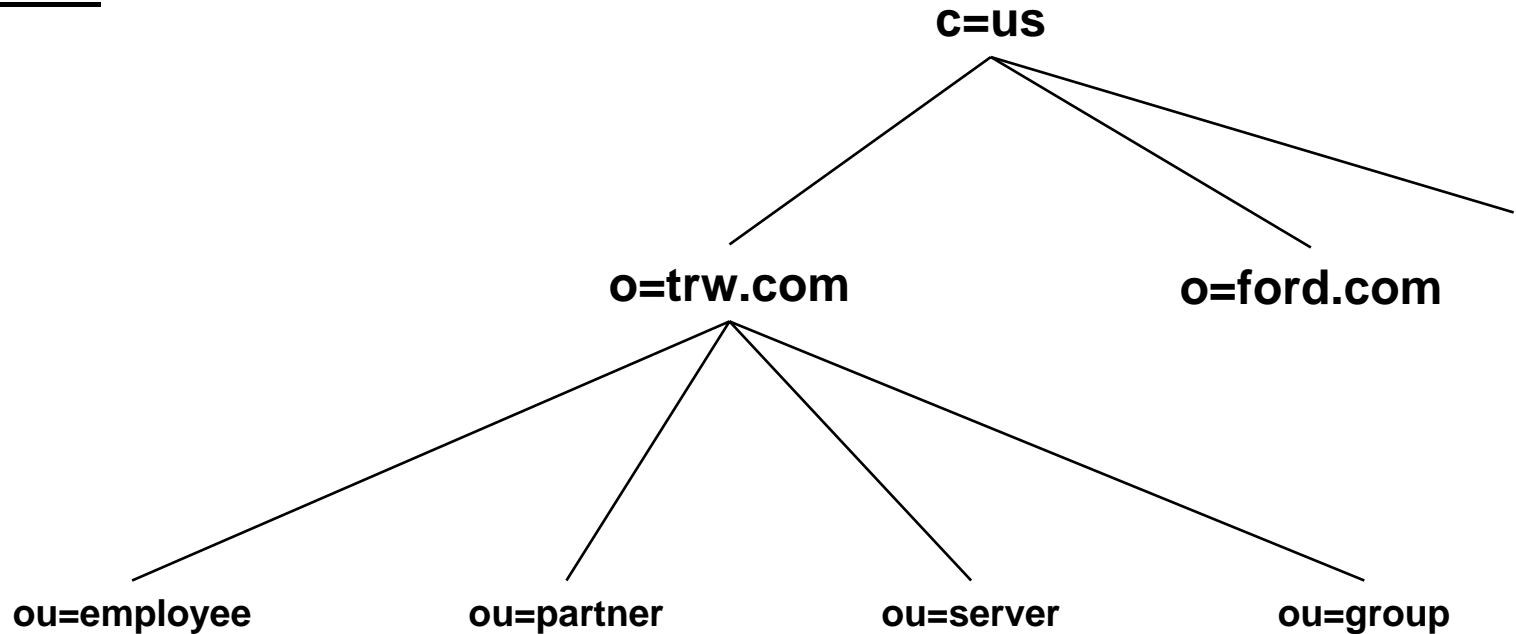 c=us
o=trw.com
o=ford.com
ou=employee
ou=partner
ou=server
ou=group